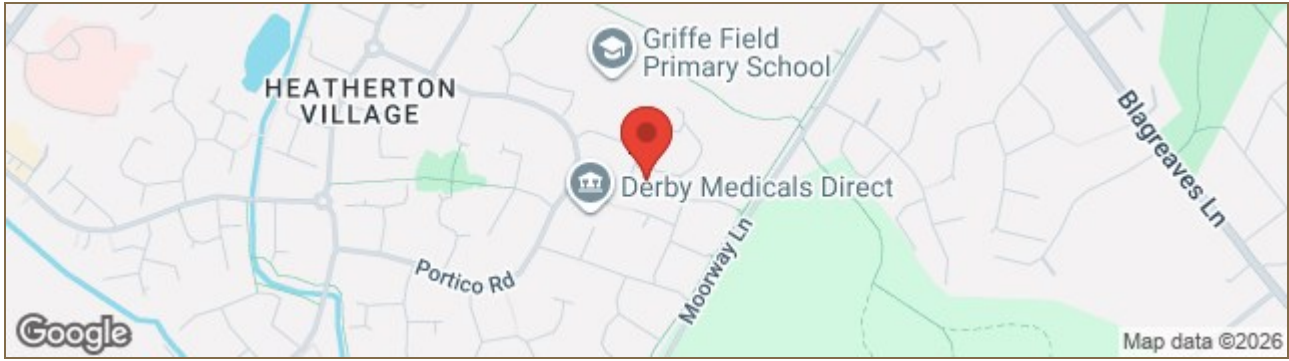 Griffe Field
Primary School
HEATHERTON
VILLAGE
Blagreaves Ln
Derby Medicals Direct
Moorway Ln
Portico Rd
Google
Map data ©2026